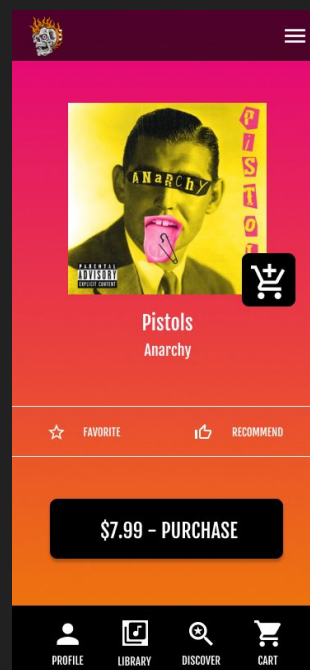 PISTOL
ANARCHY
PARENTAL
ADVISORY
EXPLICIT CONTENT
Pistols
Anarchy
FAVORITE
RECOMMEND
$7.99 - PURCHASE
PROFILE
LIBRARY
DISCOVER
CART